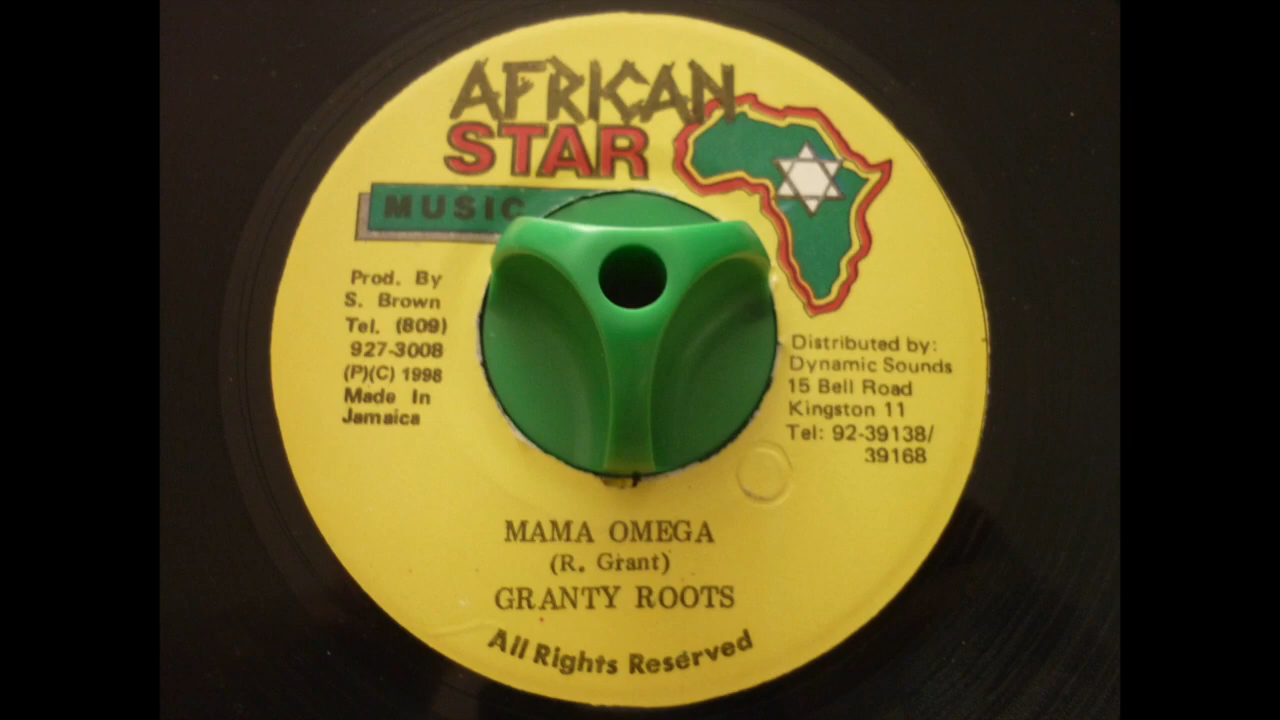 AFRICAN
STAR
MUSIC
Prod. By
S. Brown
Tel. (809)
927-3008
(P)(C) 1998
Made In
Jamaica
Distributed by:
Dynamic Sounds
15 Bell Road
Kingston 11
Tel: 92-39138/
39168
MAMA OMEGA
(R. Grant)
GRANTY ROOTS
All Rights Reserved